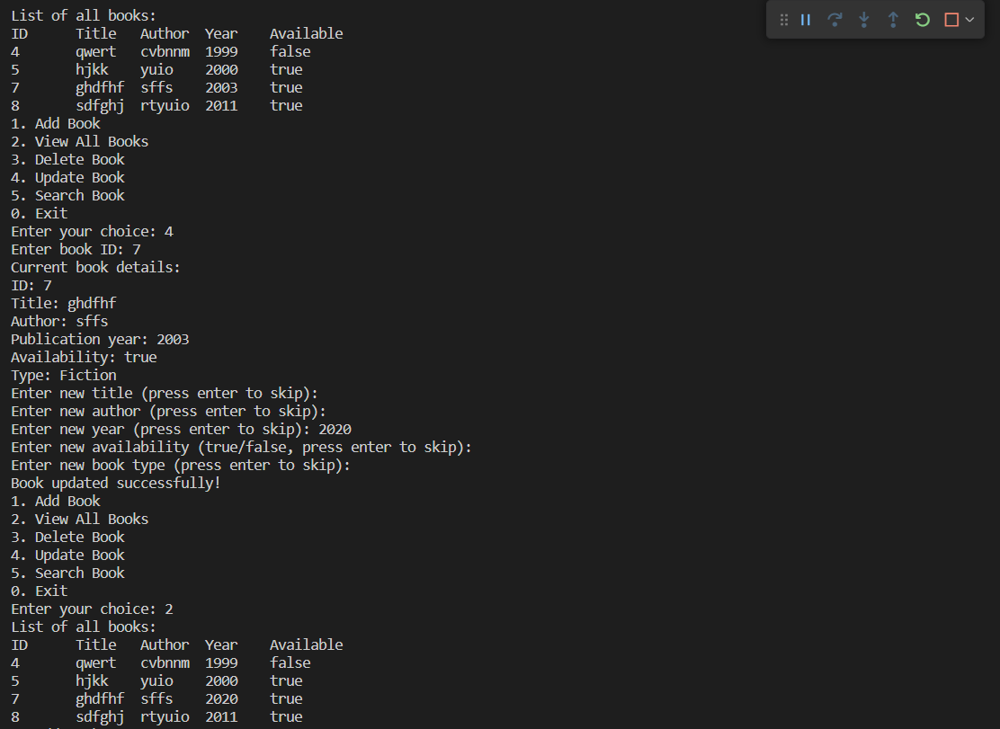 List of all books:
ID Title Author Year Available
4 qwert cvbnnm 1999 false
5 hjkk yuio 2000 true
7 ghdfhf sffs 2003 true
8 sdfghj rtyuio 2011 true
1. Add Book
2. View All Books
3. Delete Book
4. Update Book
5. Search Book
0. Exit
Enter your choice: 4
Enter book ID: 7
Current book details:
ID: 7
Title: ghdfhf
Author: sffs
Publication year: 2003
Availability: true
Type: Fiction
Enter new title (press enter to skip):
Enter new author (press enter to skip):
Enter new year (press enter to skip): 2020
Enter new availability (true/false, press enter to skip):
Enter new book type (press enter to skip):
Book updated successfully!
1. Add Book
2. View All Books
3. Delete Book
4. Update Book
5. Search Book
0. Exit
Enter your choice: 2
List of all books:
ID Title Author Year Available
4 qwert cvbnnm 1999 false
5 hjkk yuio 2000 true
7 ghdfhf sffs 2020 true
8 sdfghj rtyuio 2011 true